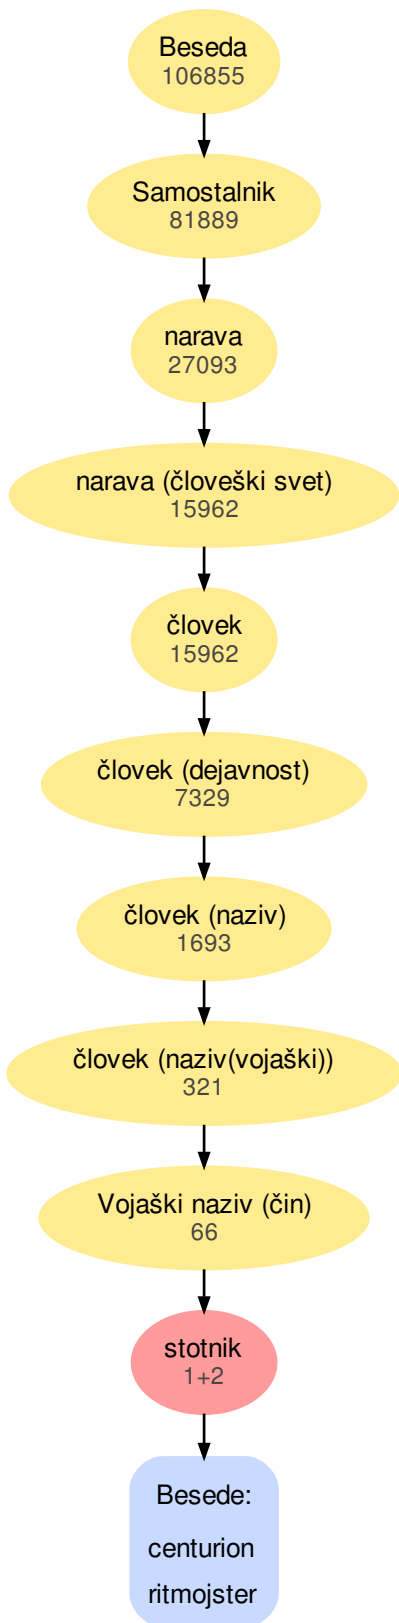 Beseda
106855
Samostalnik
81889
narava
27093
narava (človeški svet)
15962
človek
15962
človek (dejavnost)
7329
človek (naziv)
1693
človek (naziv(vojaški))
321
Vojaški naziv (čin)
66
stotnik
1+2
Besede:
centurion
ritmojster